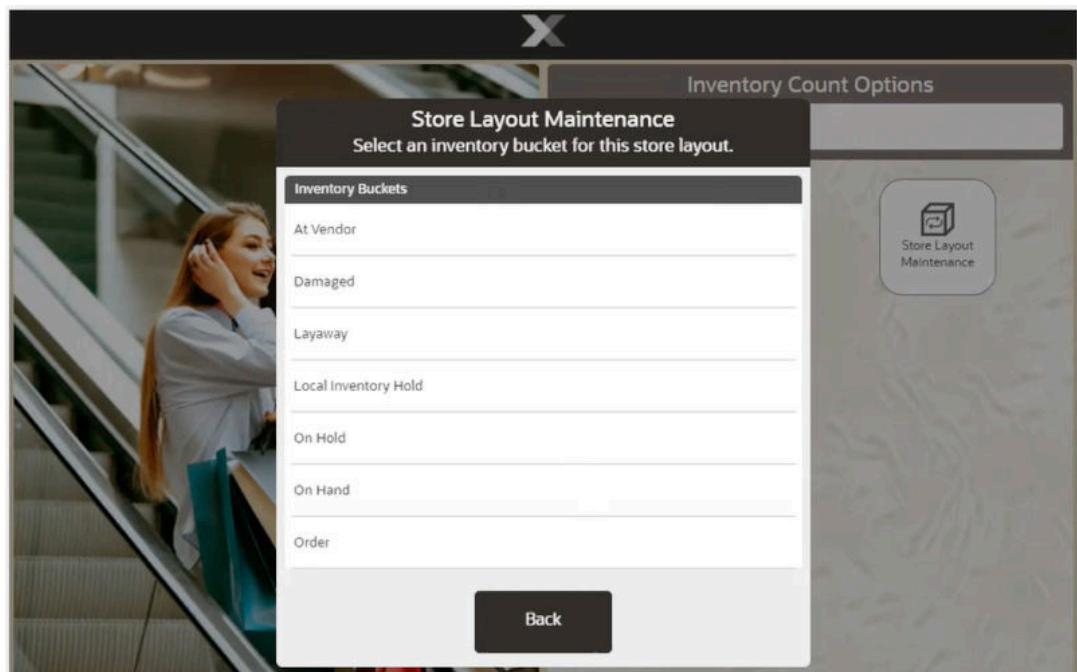 Inventory Count Options
Store Layout Maintenance
Select an inventory bucket for this store layout.
Inventory Buckets
At Vendor
Damaged
Layaway
Local Inventory Hold
On Hold
On Hand
Order
Back
Store Layout
Maintenance